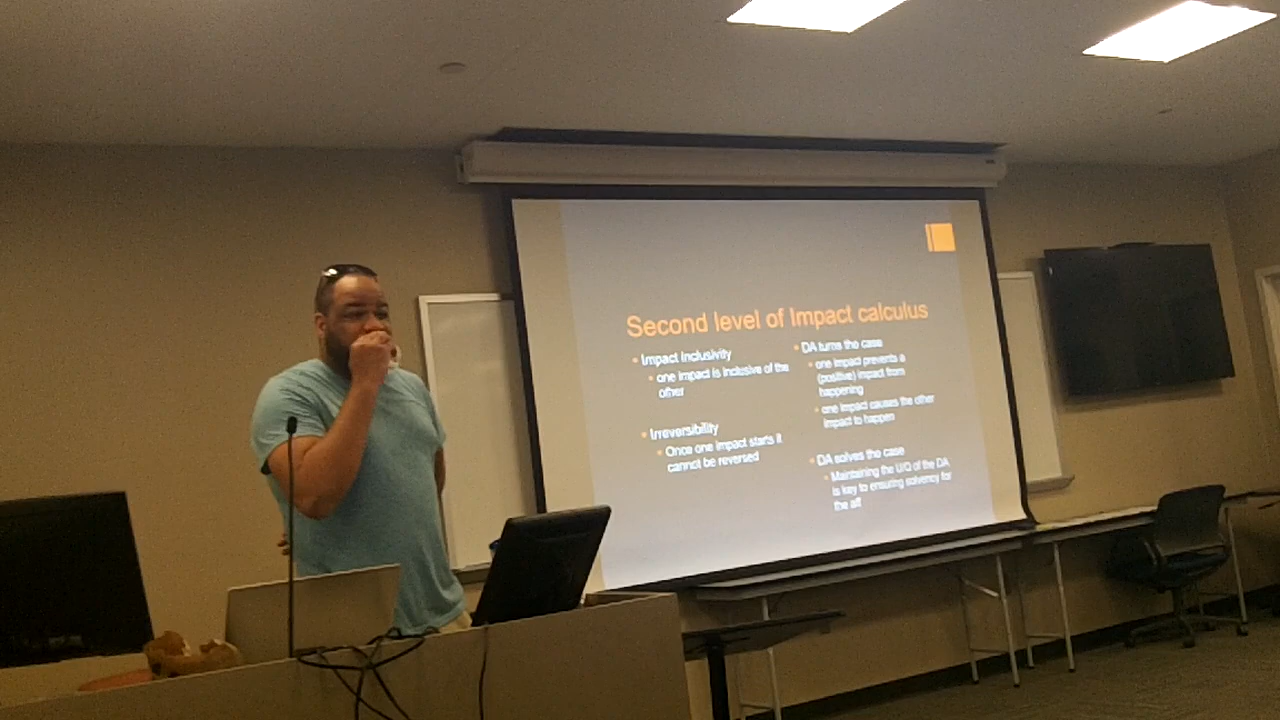 Second level of Impact calculus
Impact Inclusivity
one impact is inclusive of the
other
Irreversibility
Once one impact starts it
cannot be reversed
DA turns the case
one impact prevents a
(positive) impact from
happening
one impact causes the other
impact to happen
DA solves the case
Maintaining the U/Q of the DA
is key to ensuring solvency for
the aff